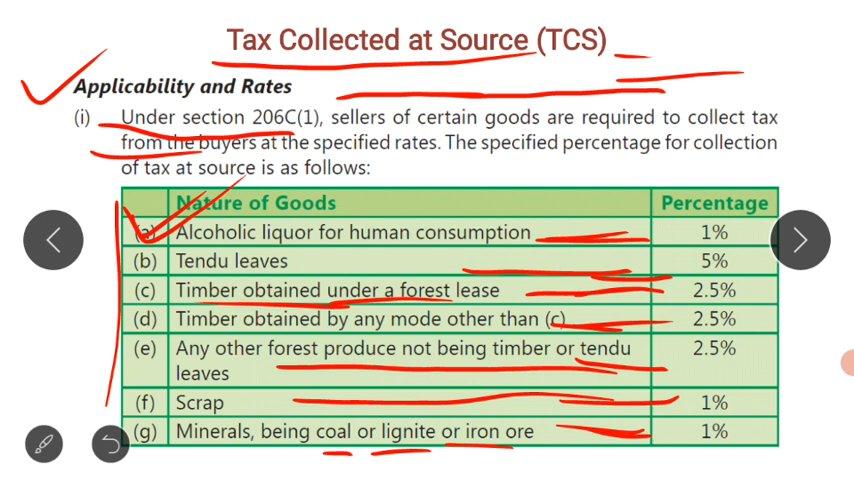 Tax Collected at Source (TCS)
Applicability and Rates
(i) Under section 206C(1), sellers of certain goods are required to collect tax
from the buyers at the specified rates. The specified percentage for collection
of tax at source is as follows:
Nature of Goods Percentage
(a) Alcoholic liquor for human consumption 1%
(b) Tendu leaves 5%
(c) Timber obtained under a forest lease 2.5%
(d) Timber obtained by any mode other than (c) 2.5%
(e) Any other forest produce not being timber or tendu 2.5%
leaves
(f) Scrap 1%
(g) Minerals, being coal or lignite or iron ore 1%